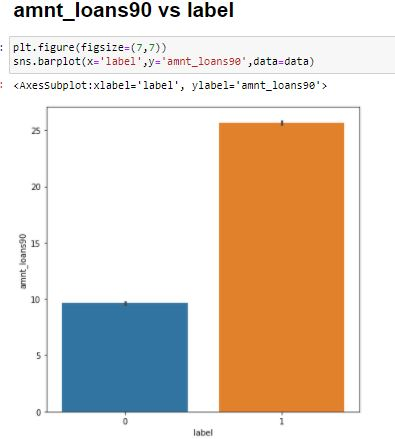 amnt_loans90 vs label
: plt.figure(figsize=(7,7))
sns.barplot(x='label',y='amnt_loans90',data=data)
: <AxesSubplot:xlabel='label', ylabel='amnt_loans90'>
25
20
15
10
5
0
amnt_loans90
0 1
label